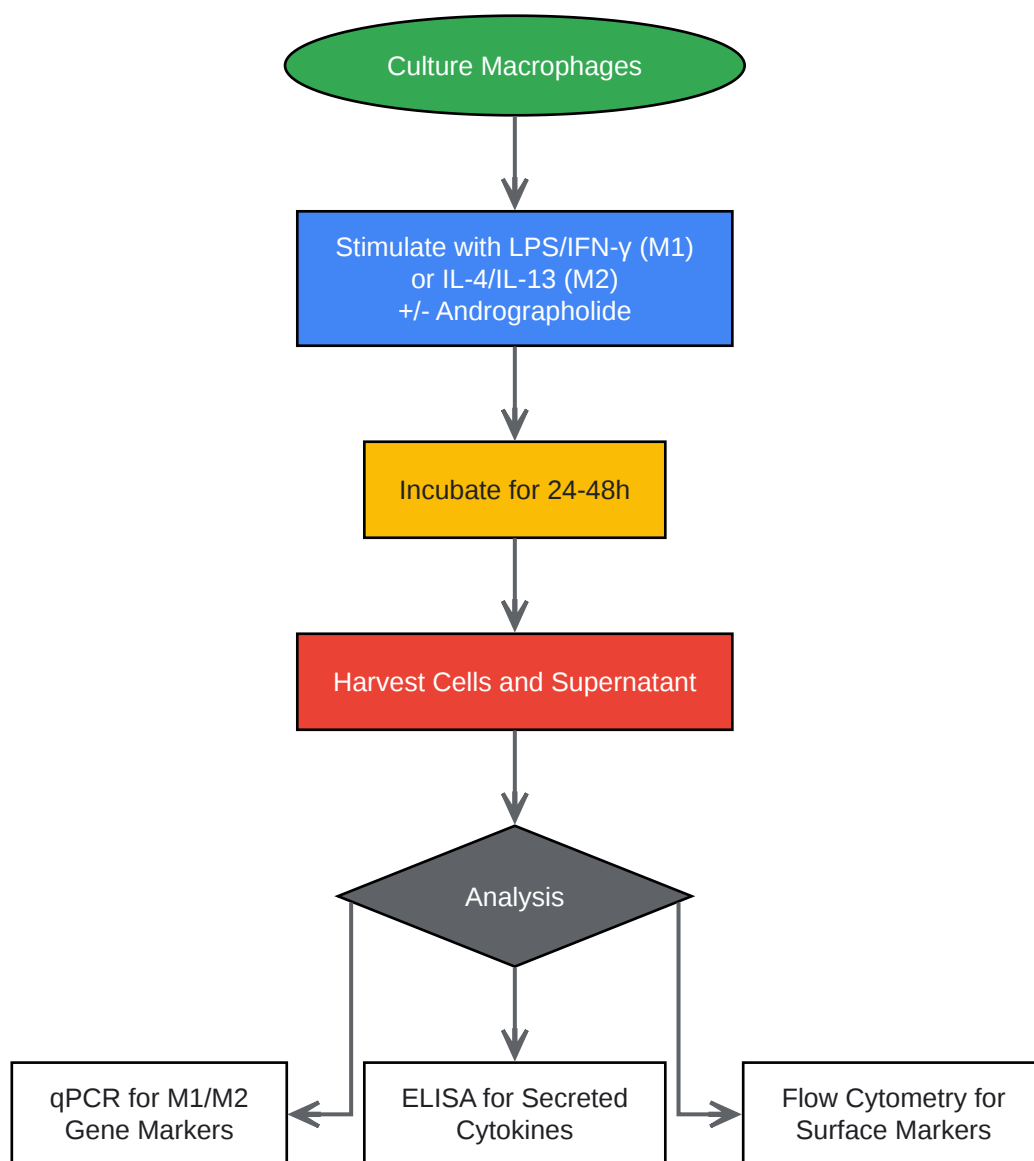 Culture Macrophages
Stimulate with LPS/IFN-γ (M1)
or IL-4/IL-13 (M2)
+/- Andrographolide
Incubate for 24-48h
Harvest Cells and Supernatant
Analysis
qPCR for M1/M2
Gene Markers
ELISA for Secreted
Cytokines
Flow Cytometry for
Surface Markers